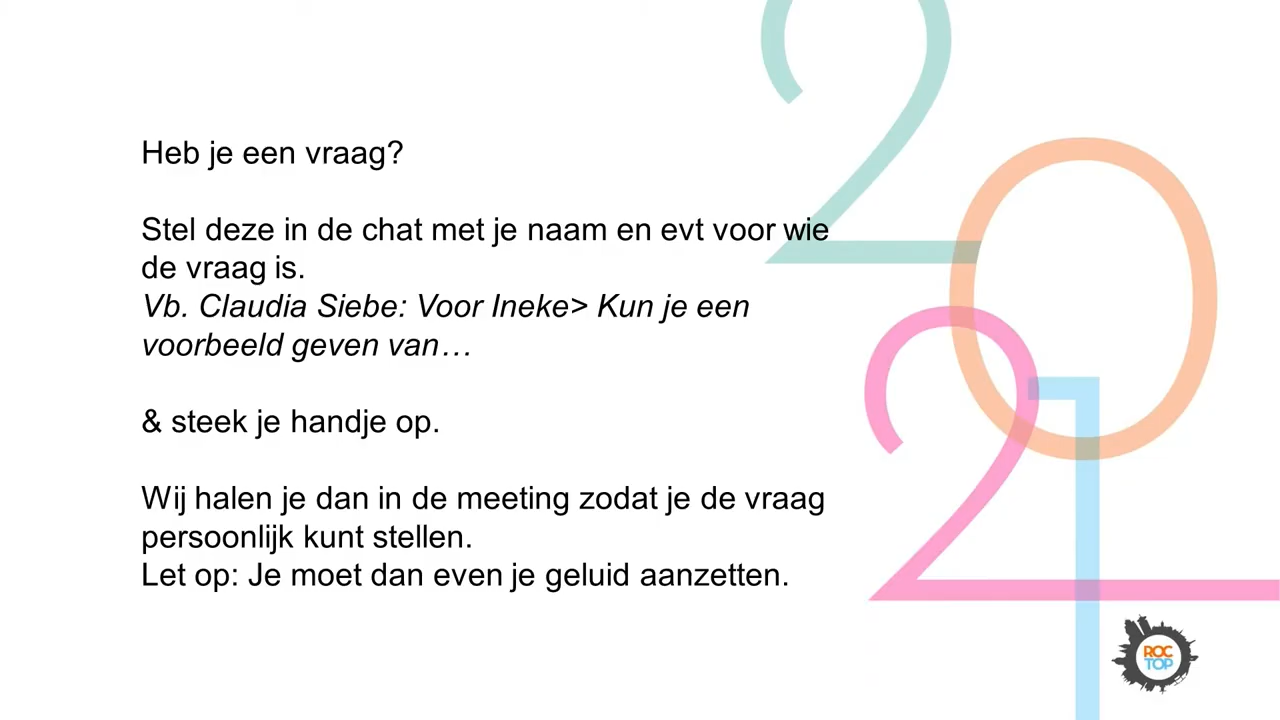 Heb je een vraag?
Stel deze in de chat met je naam en evt voor wie
de vraag is.
Vb. Claudia Siebe: Voor Ineke> Kun je een
voorbeeld geven van…
& steek je handje op.
Wij halen je dan in de meeting zodat je de vraag
persoonlijk kunt stellen.
Let op: Je moet dan even je geluid aanzetten.
2021
ROC
TOP